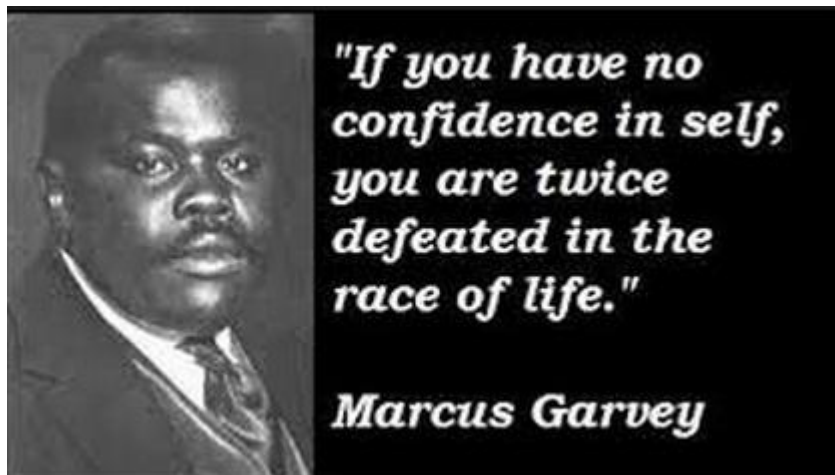 "If you have no
confidence in self,
you are twice
defeated in the
race of life."
Marcus Garvey